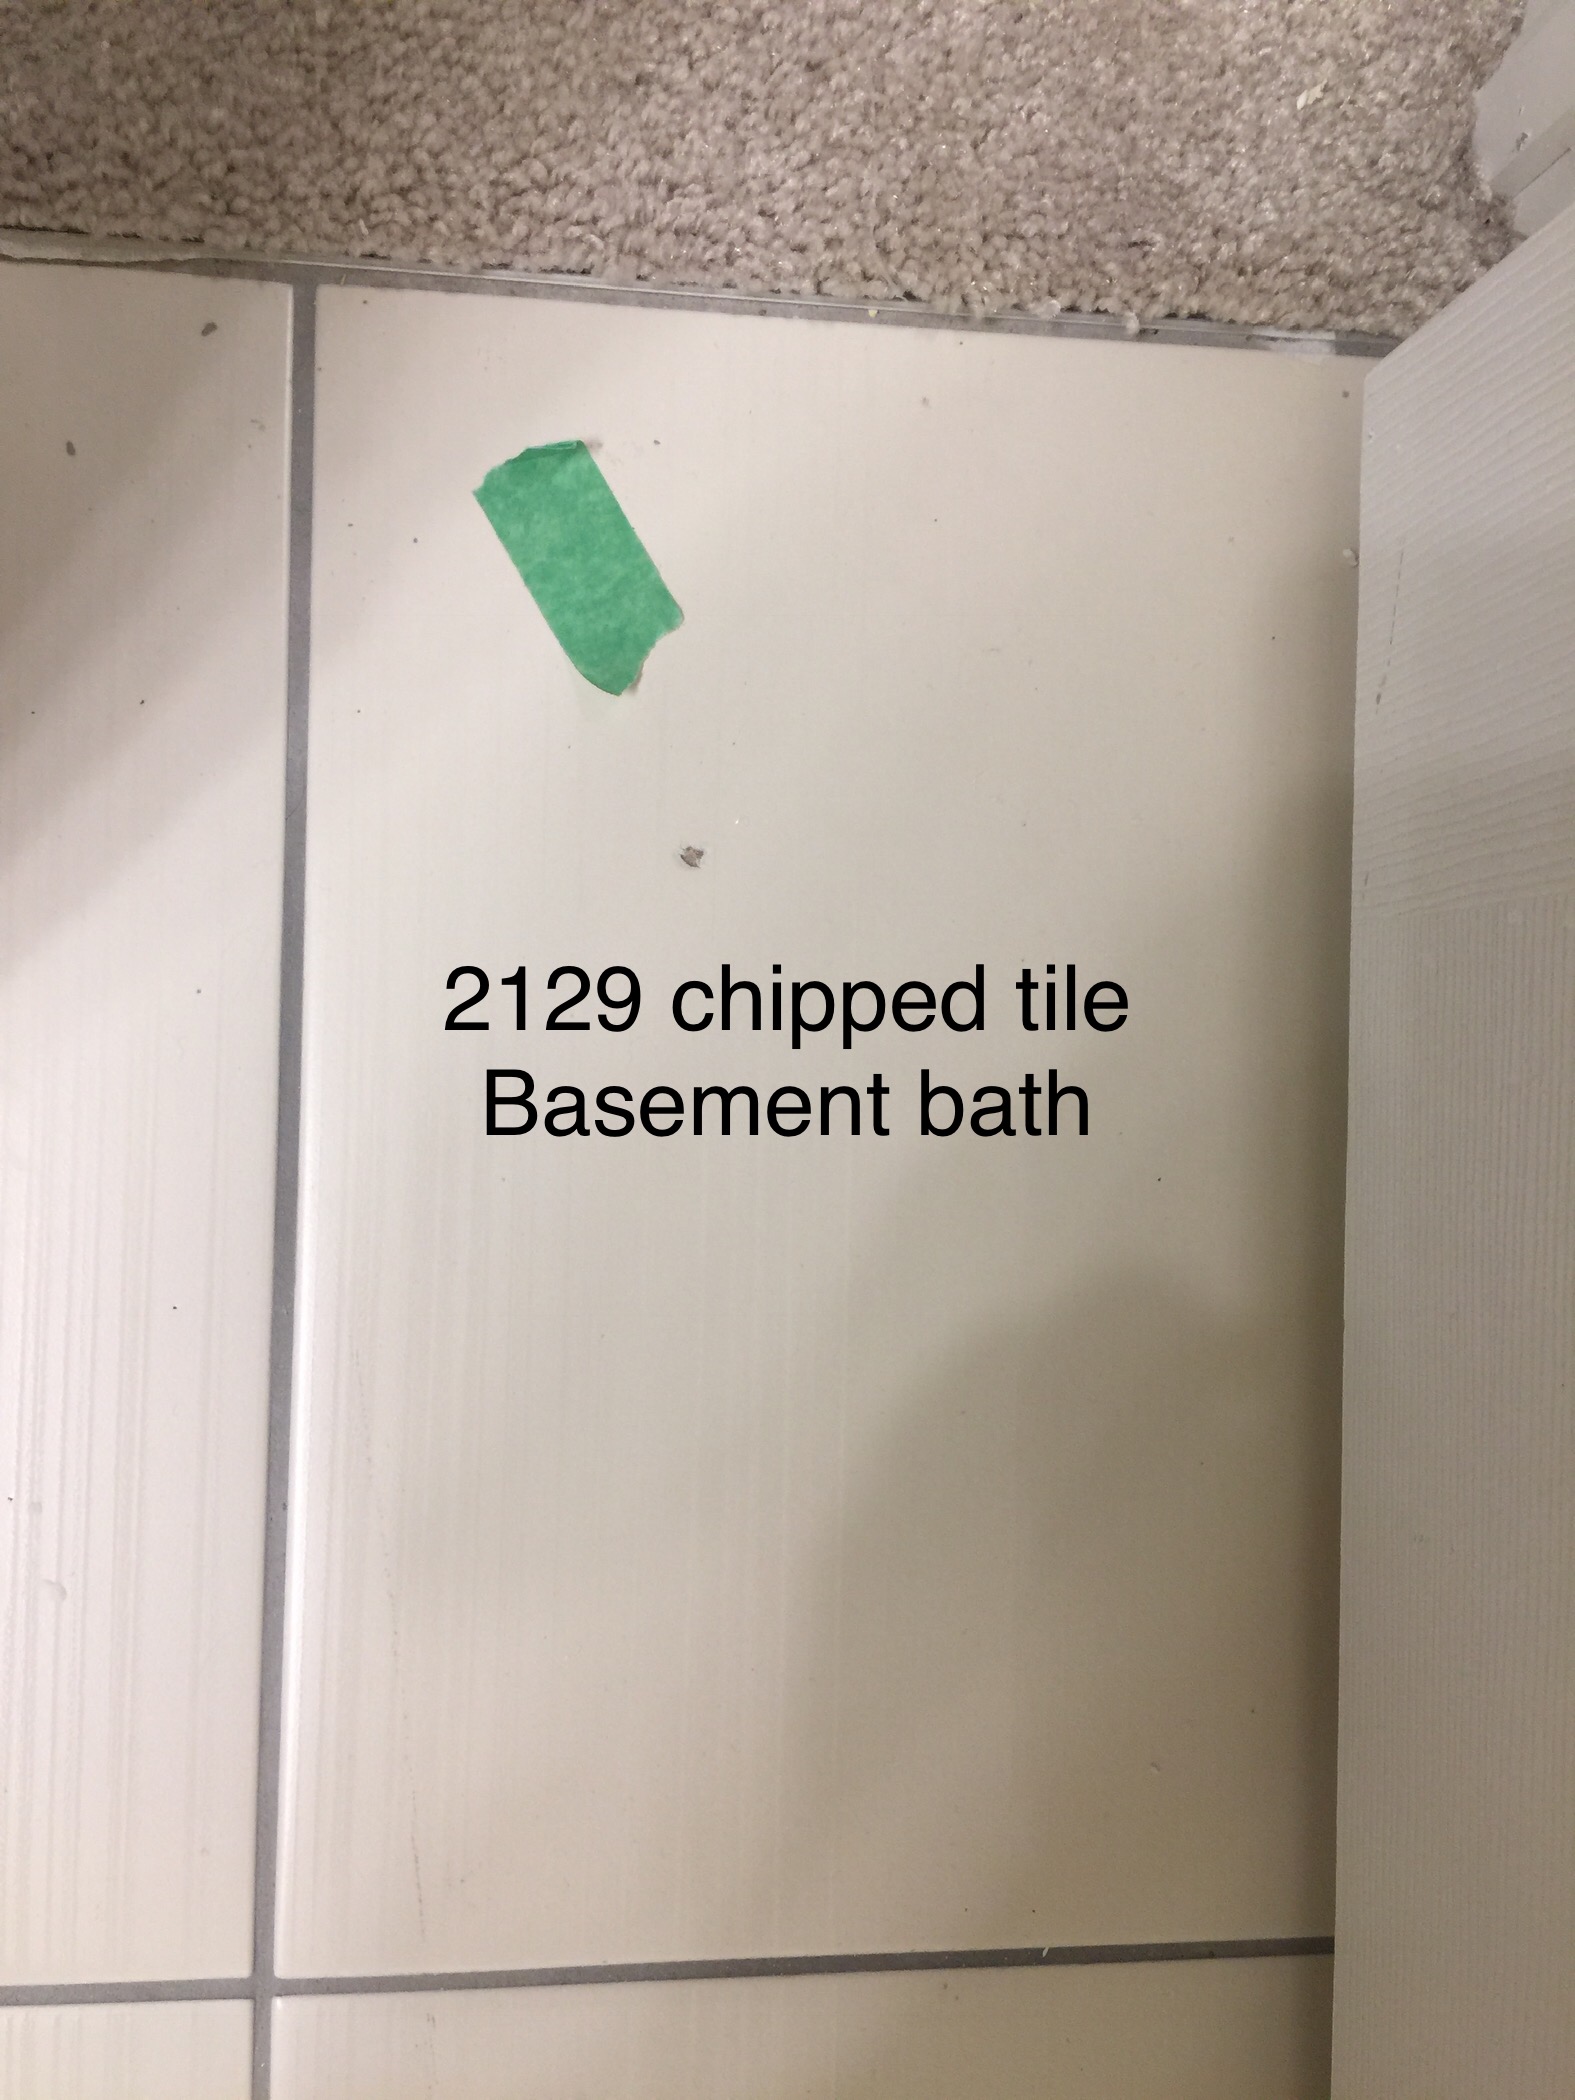 2129 chipped tile
Basement bath